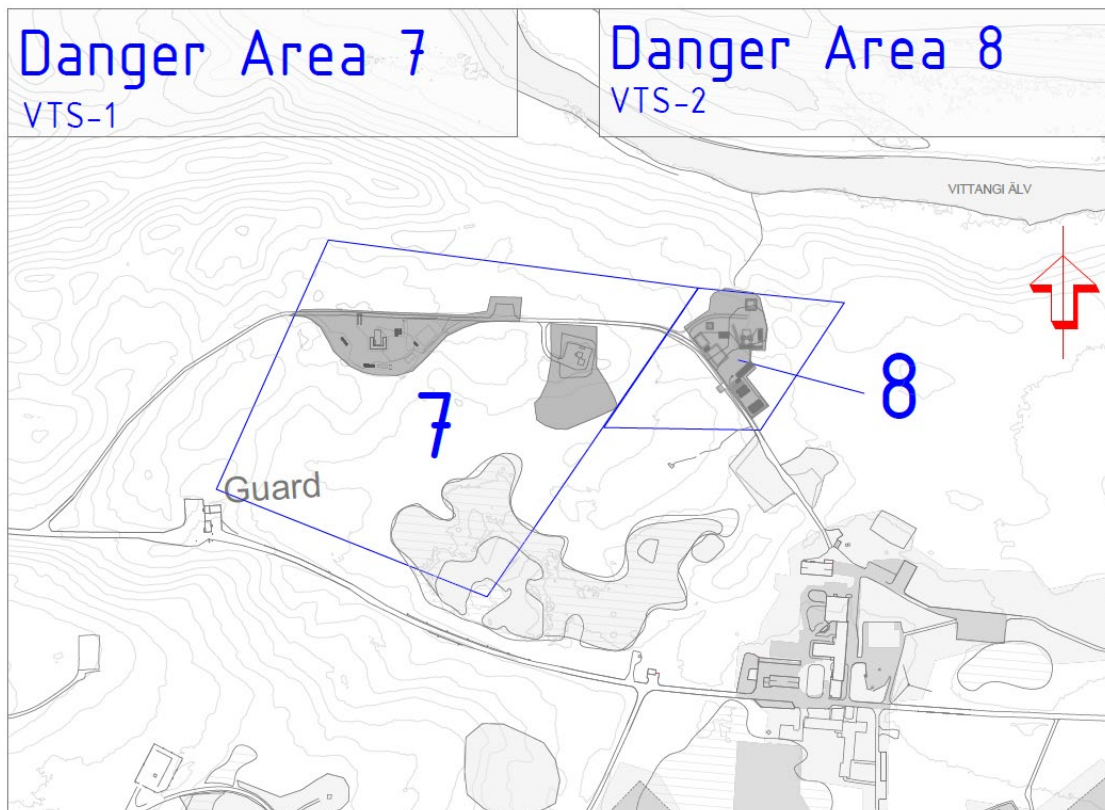 Danger Area 7
VTS-1
Danger Area 8
VTS-2
VITTANGI ÄLV
8
7
Guard